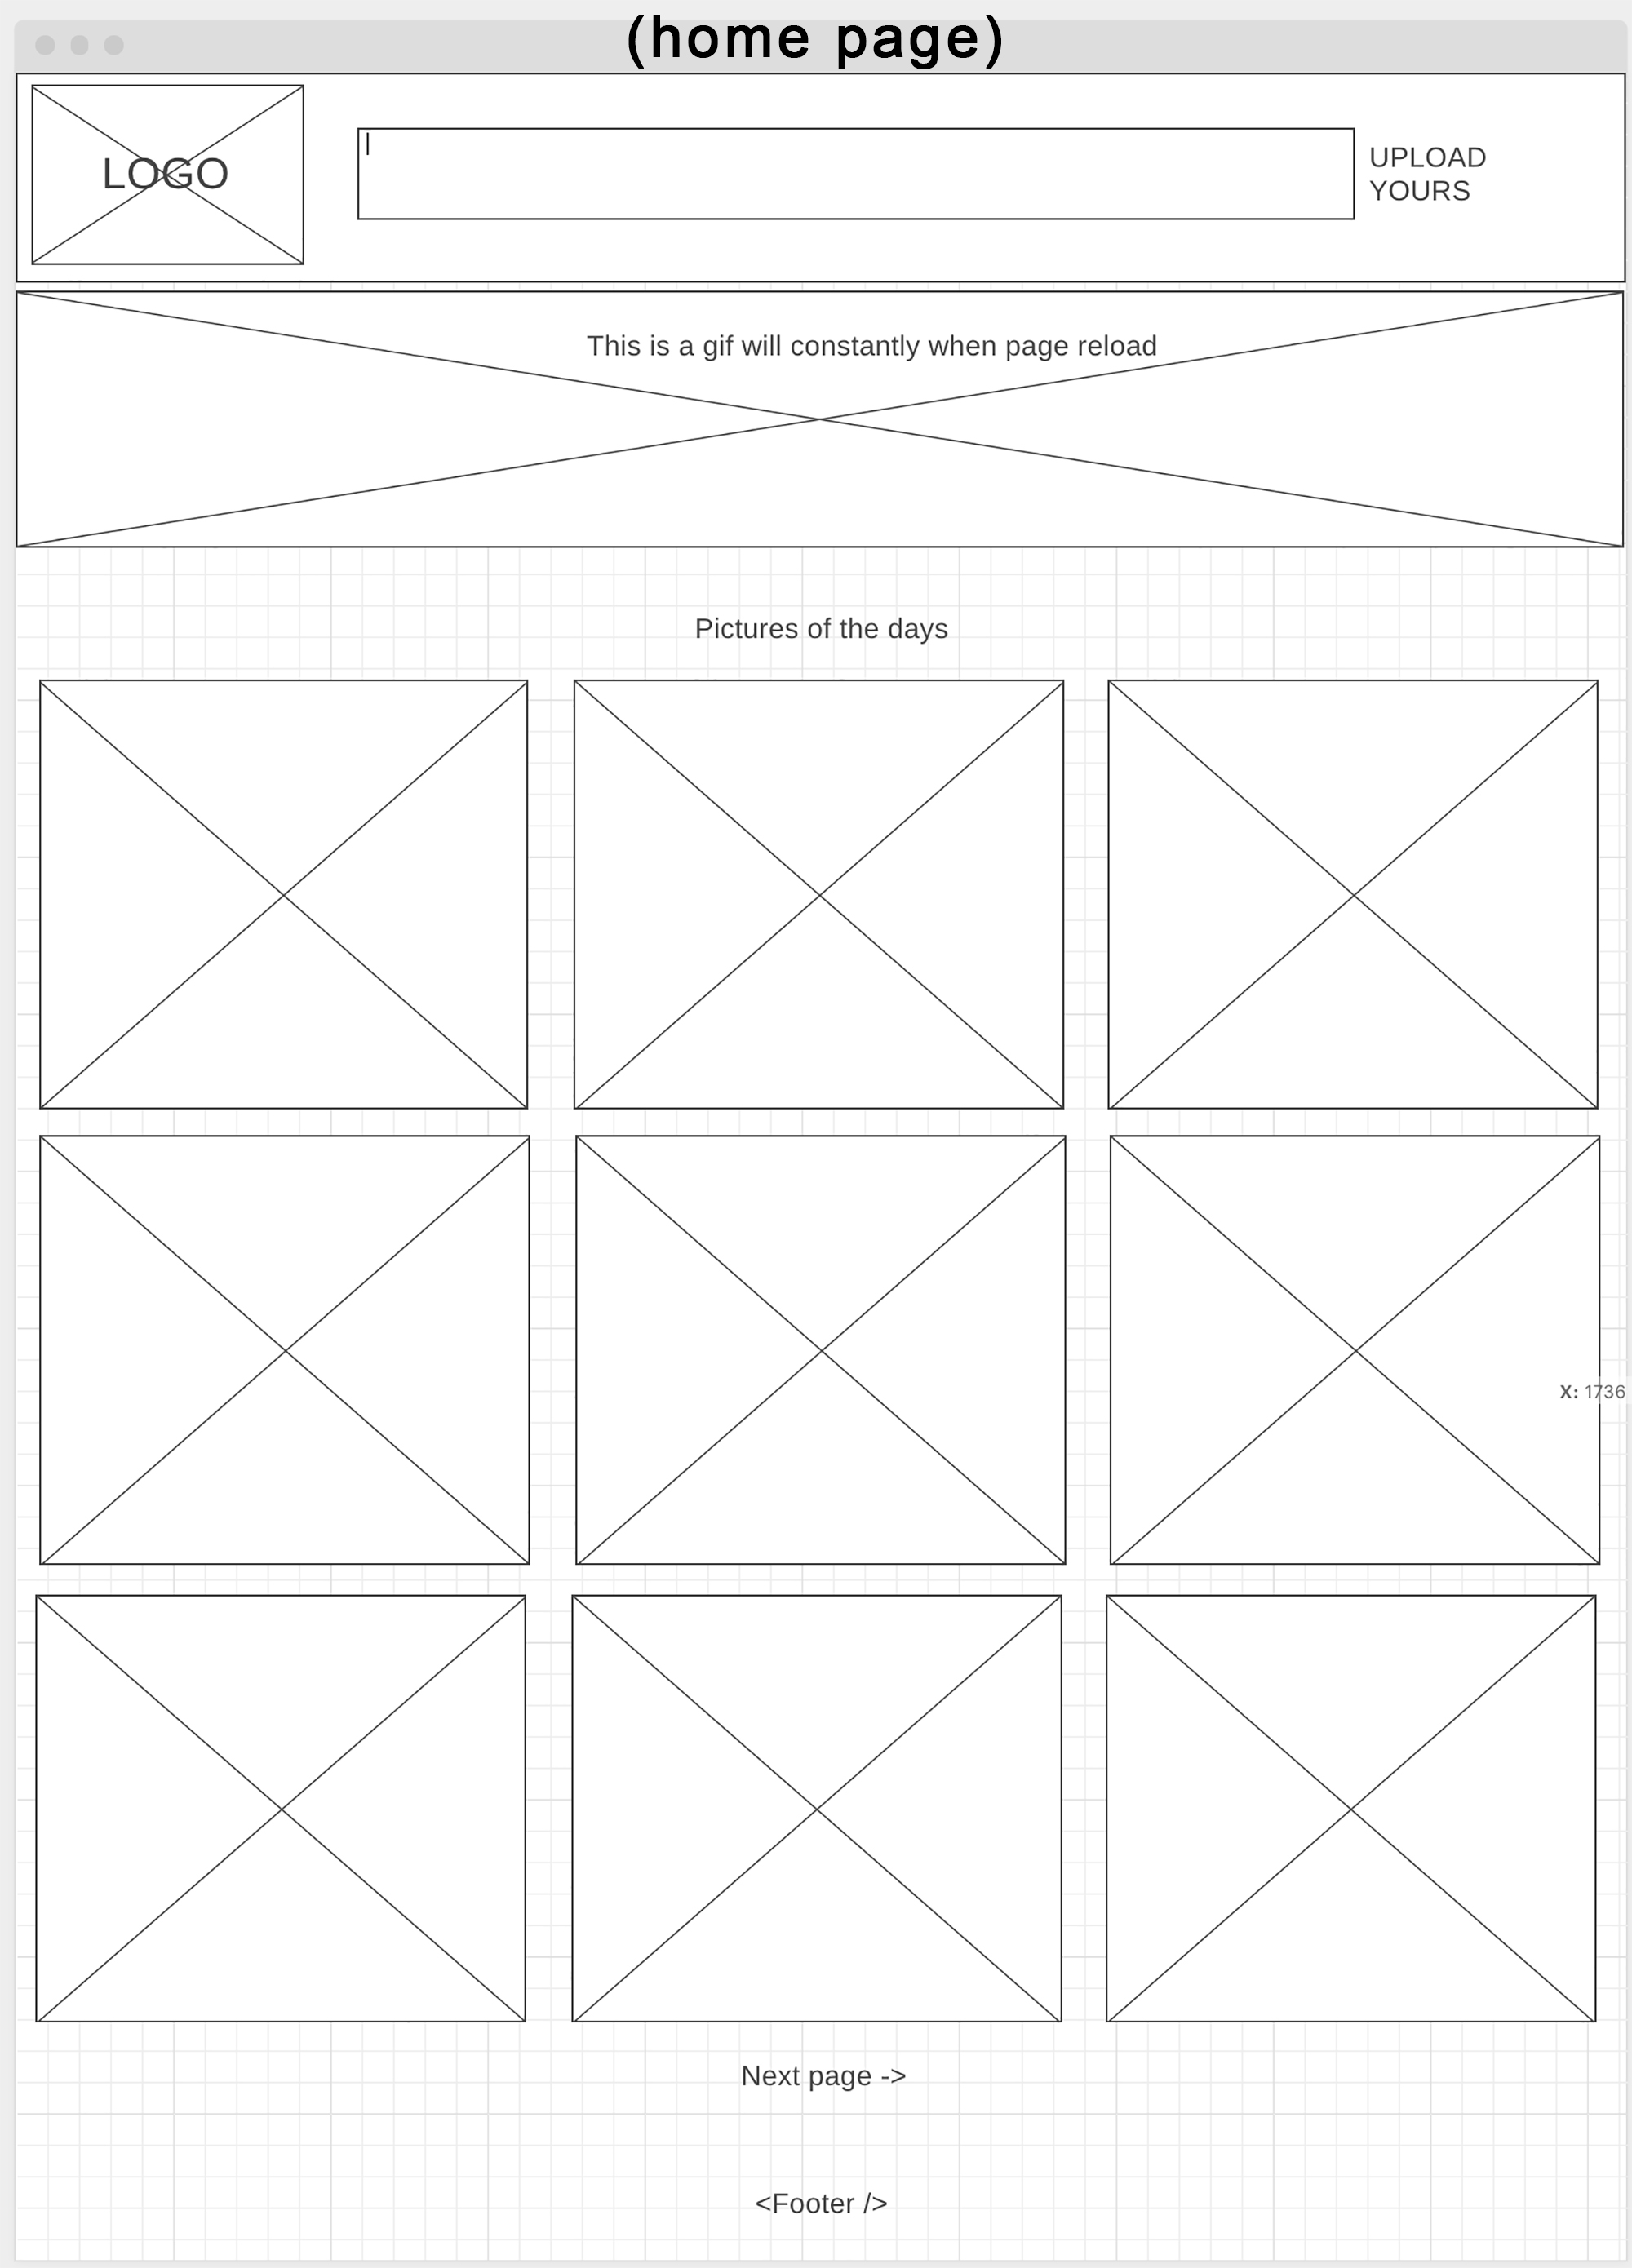 (home page)
LOGO
UPLOAD
YOURS
This is a gif will constantly when page reload
Pictures of the days
X: 1736
Next page ->
<Footer />